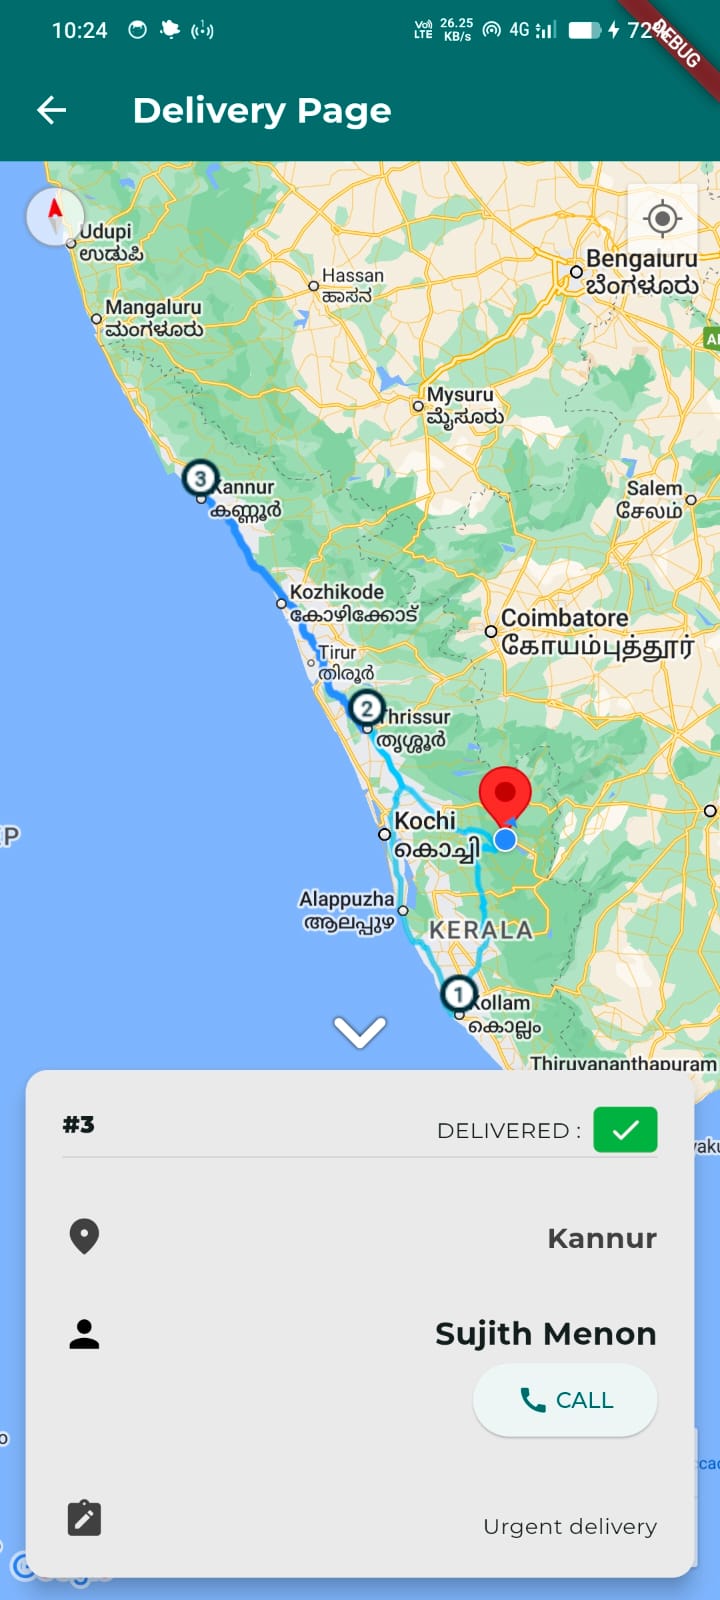 10:24
Vo)
LTE
26.25
KB/s
4G
72%
DEBUG
Delivery Page
Udupi
ಉಡುಪಿ
Hassan
ಹಾಸನ
Bengaluru
ಬೆಂಗಳೂರು
Mangaluru
ಮಂಗಳೂರು
Mysuru
ಮೈಸೂರು
3
Kannur
കണ്ണൂർ
Salem
சேலம்
Kozhikode
കോഴിക്കോട്
Coimbatore
கோயம்புத்தூர்
Tirur
തിരൂർ
2
Thrissur
തൃശ്ശൂർ
Kochi
കൊച്ചി
Alappuzha
ആലപ്പുഴ
KERALA
1
Kollam
കൊല്ലം
Thiruvananthapuram
#3
DELIVERED :
Kannur
Sujith Menon
CALL
Urgent delivery